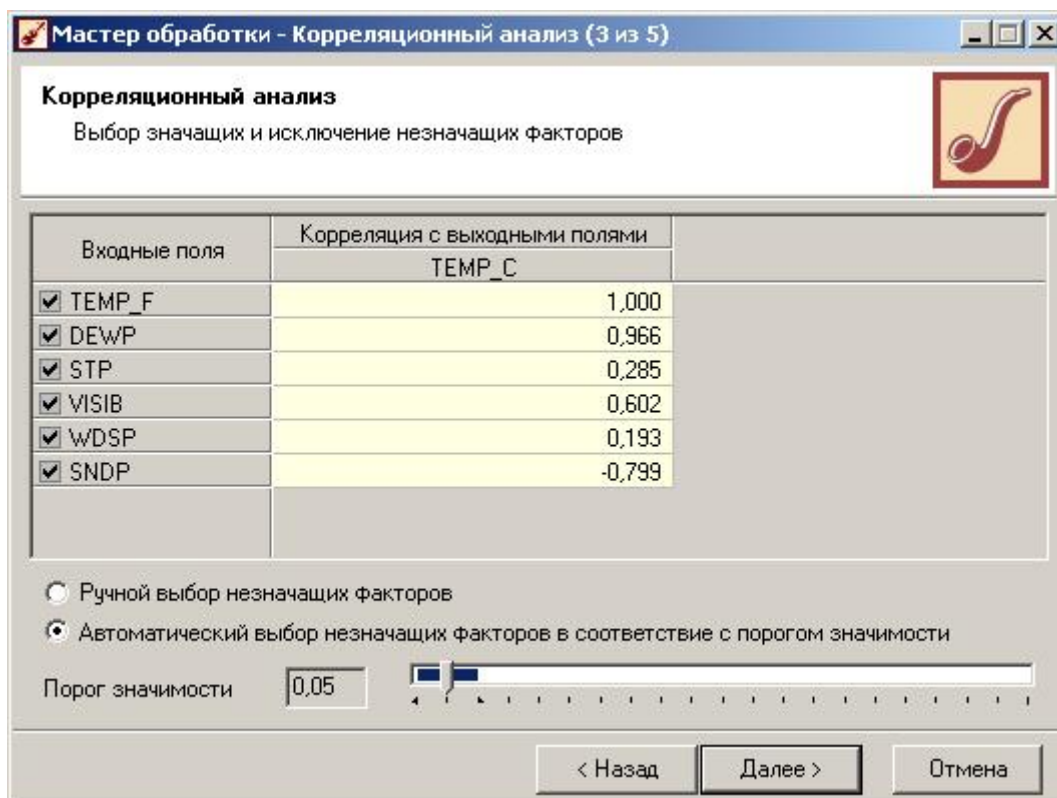 Мастер обработки - Корреляционный анализ (3 из 5)
Корреляционный анализ
Выбор значащих и исключение незначащих факторов
Входные поля
Корреляция с выходными полями
TEMP_C
TEMP_F 1,000
DEWP 0,966
STP 0,285
VISIB 0,602
WDSP 0,193
SNDP -0,799
Ручной выбор незначащих факторов
Автоматический выбор незначащих факторов в соответствие с порогом значимости
Порог значимости 0,05
< Назад Далее > Отмена